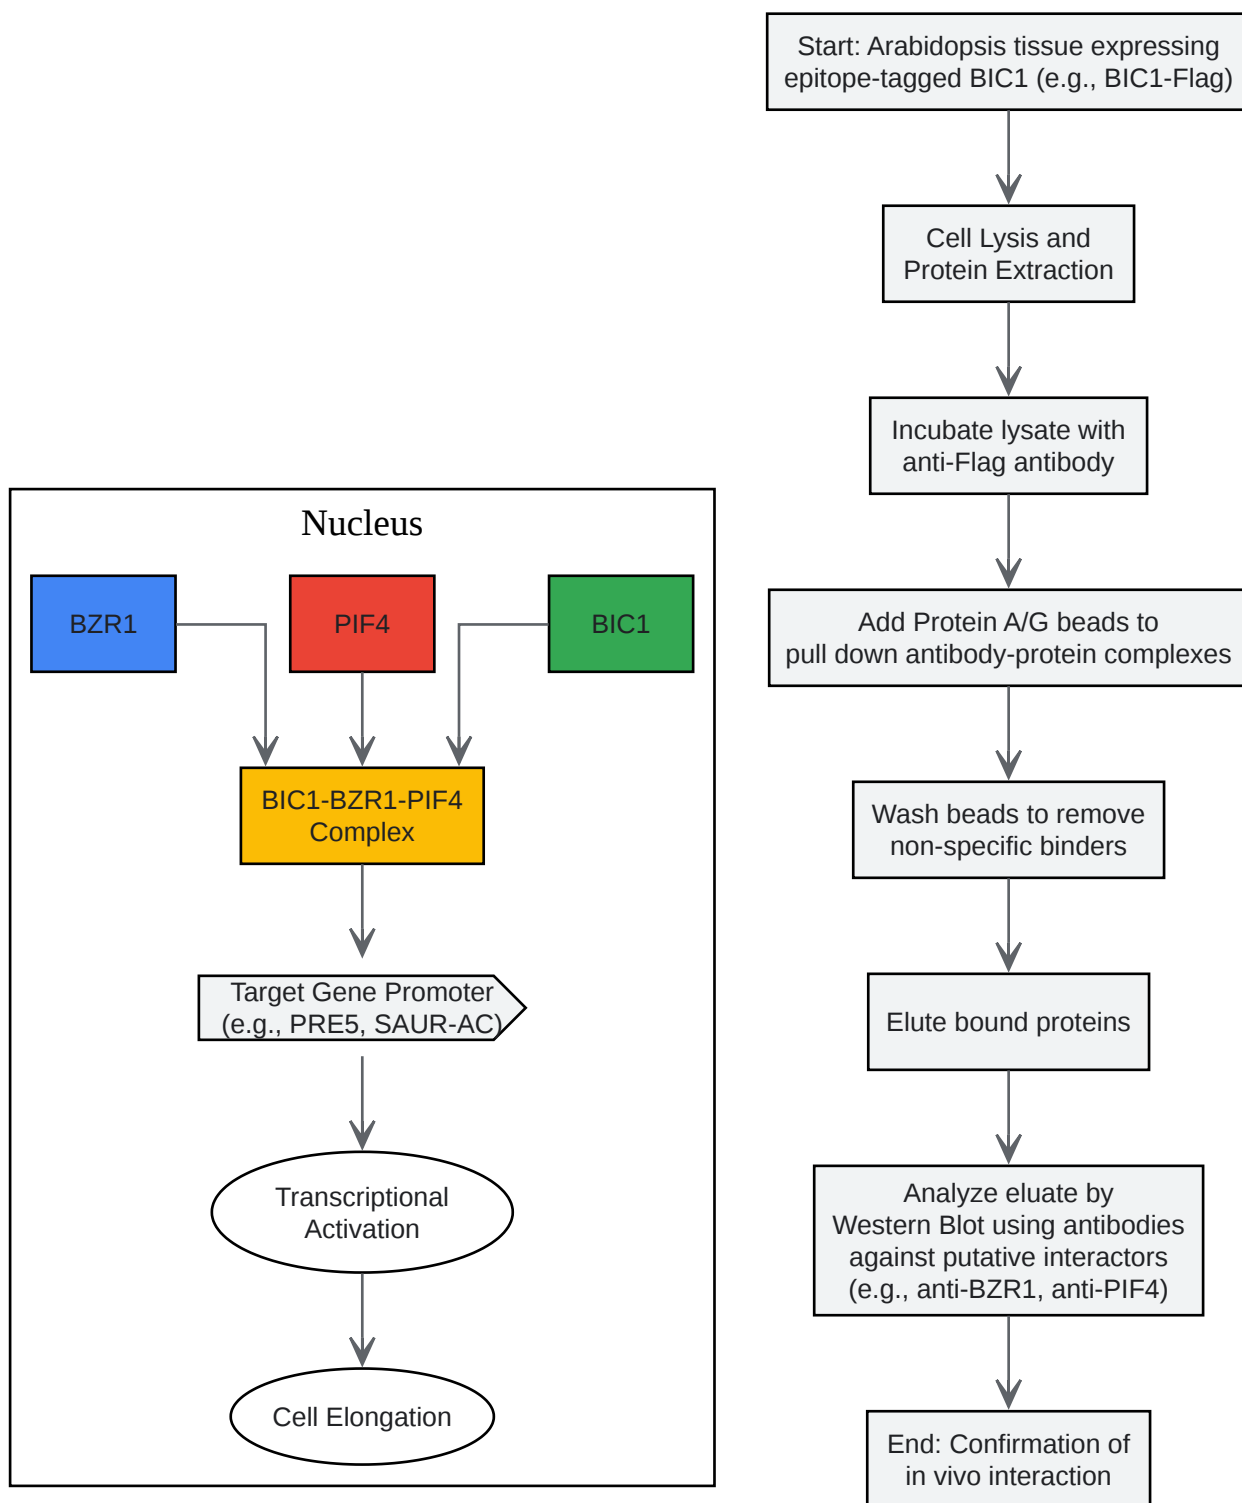 Start: Arabidopsis tissue expressing
epitope-tagged BIC1 (e.g., BIC1-Flag)
Cell Lysis and
Protein Extraction
Incubate lysate with
anti-Flag antibody
Add Protein A/G beads to
pull down antibody-protein complexes
Wash beads to remove
non-specific binders
Elute bound proteins
Analyze eluate by
Western Blot using antibodies
against putative interactors
(e.g., anti-BZR1, anti-PIF4)
End: Confirmation of
in vivo interaction
Nucleus
BZR1
PIF4
BIC1
BIC1-BZR1-PIF4
Complex
Target Gene Promoter
(e.g., PRE5, SAUR-AC)
Transcriptional
Activation
Cell Elongation